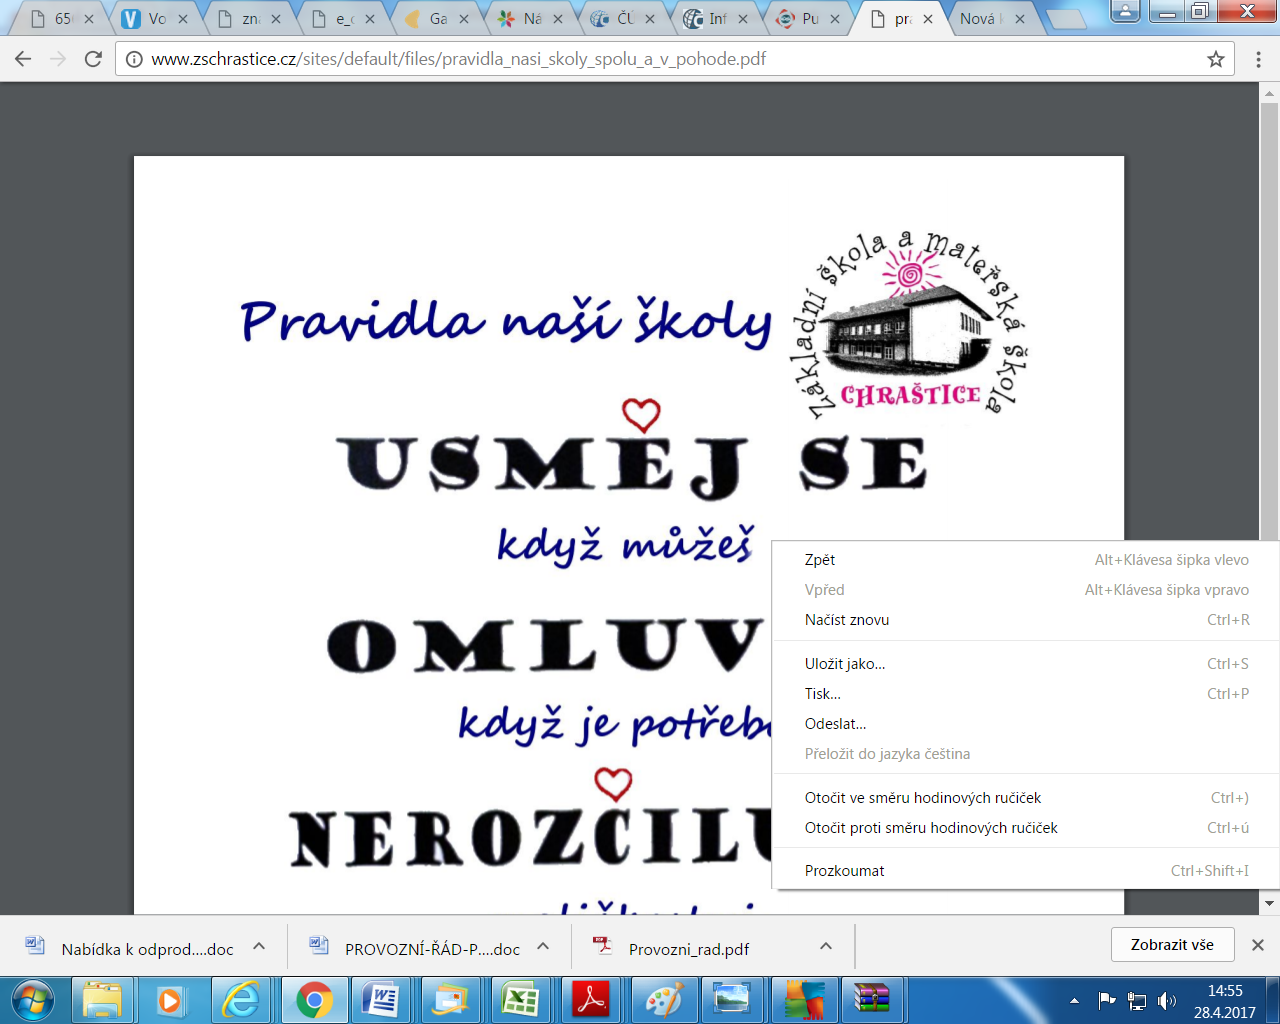 65
Vo
zn
e_
Ga
Ná
ČÚ
Inf
Pu
pr
Nová
www.zschrastice.cz/sites/default/files/pravidla_nasi_skoly_spolu_a_v_pohode.pdf
Základní škola a mateřská škola
CHRAŠTICE
Pravidla naší školy
USMĚJ SE
když můžeš
OMLUV
když je potřeb
NEROZČILU
Zpět Alt+Klávesa šipka vlevo
Vpřed Alt+Klávesa šipka vpravo
Načíst znovu Ctrl+R
Uložit jako... Ctrl+S
Tisk... Ctrl+P
Odeslat...
Přeložit do jazyka čeština
Otočit ve směru hodinových ručiček Ctrl+)
Otočit proti směru hodinových ručiček Ctrl+ú
Prozkoumat Ctrl+Shift+I
Nabídka k odprod....doc
PROVOZNÍ-ŘÁD-P....doc
Provozni_rad.pdf
Zobrazit vše
14:55
28.4.2017